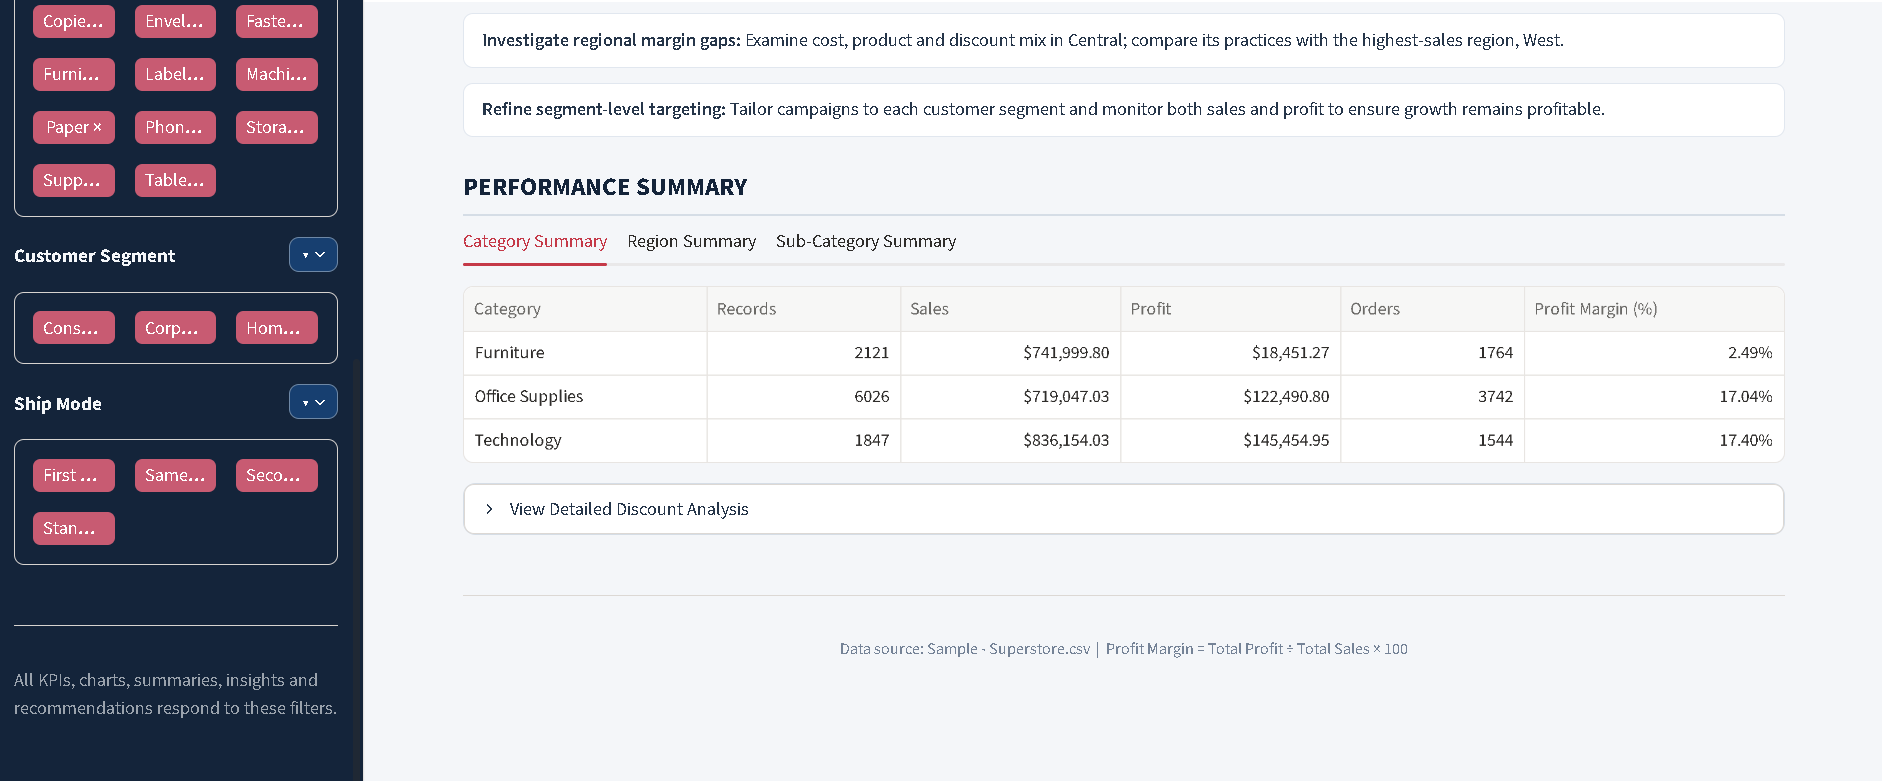 Copie...
Envel...
Faste...
Furni...
Label...
Machi...
Paper ×
Phon...
Stora...
Supp...
Table...
Customer Segment
Cons...
Corp...
Hom...
Ship Mode
First ...
Same...
Seco...
Stan...
All KPIs, charts, summaries, insights and
recommendations respond to these filters.
Investigate regional margin gaps: Examine cost, product and discount mix in Central; compare its practices with the highest-sales region, West.
Refine segment-level targeting: Tailor campaigns to each customer segment and monitor both sales and profit to ensure growth remains profitable.
PERFORMANCE SUMMARY
Category Summary Region Summary Sub-Category Summary
Category Records Sales Profit Orders Profit Margin (%)
Furniture 2121 $741,999.80 $18,451.27 1764 2.49%
Office Supplies 6026 $719,047.03 $122,490.80 3742 17.04%
Technology 1847 $836,154.03 $145,454.95 1544 17.40%
View Detailed Discount Analysis
Data source: Sample - Superstore.csv | Profit Margin = Total Profit ÷ Total Sales × 100